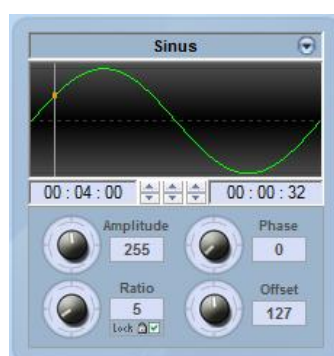 Sinus
00 : 04 : 00 00 : 00 : 32
Amplitude Phase
255 0
Ratio Offset
5 127
Lock